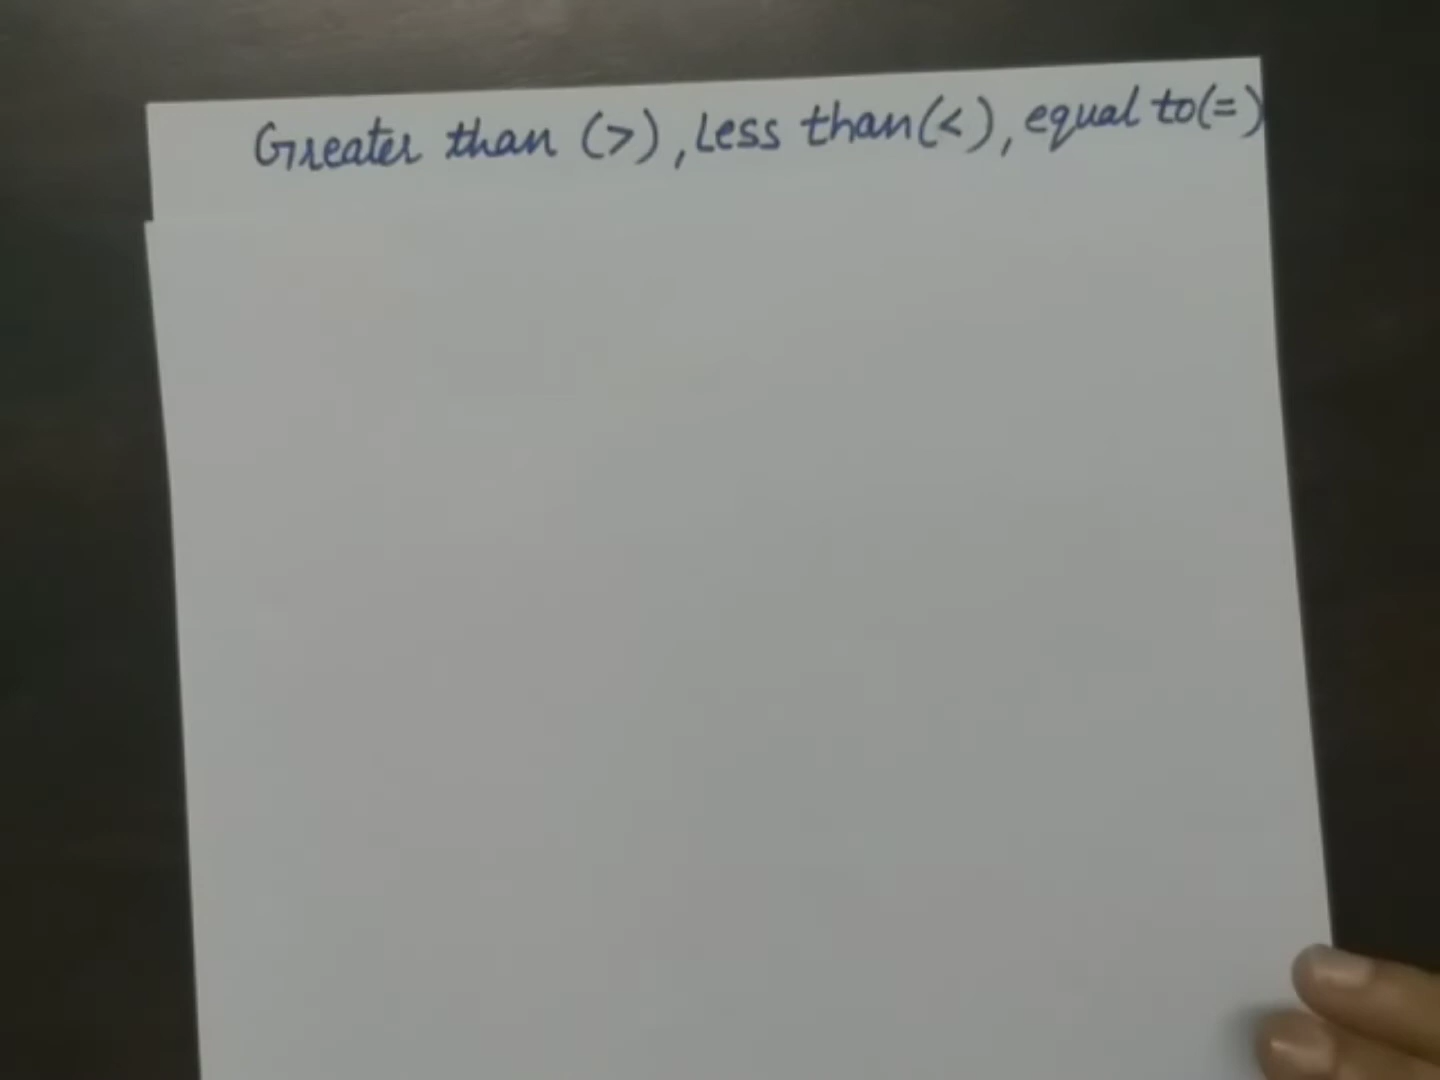 Greater than (>), Less than(<), equal to(=)